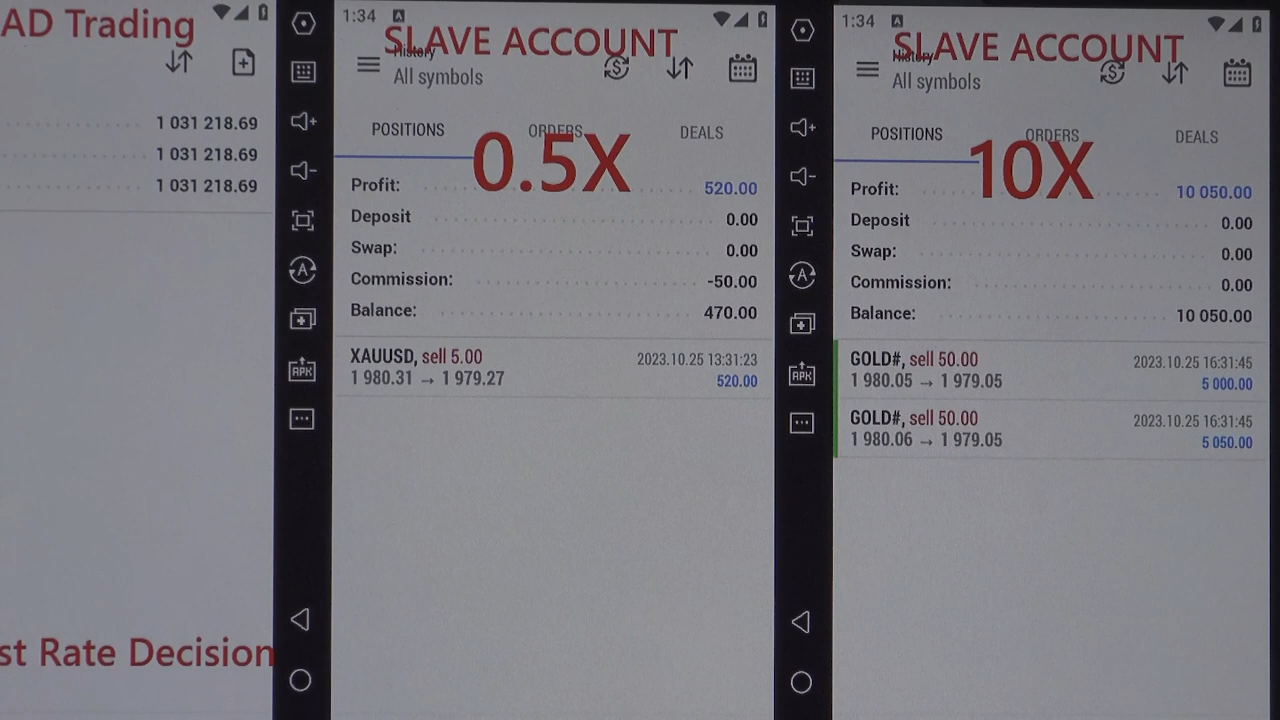 AD Trading
1 031 218.69
1 031 218.69
1 031 218.69
st Rate Decision
1:34
SLAVE ACCOUNT
History
All symbols
POSITIONS ORDERS DEALS
0.5X
Profit: 520.00
Deposit 0.00
Swap: 0.00
Commission: -50.00
Balance: 470.00
XAUUSD, sell 5.00 2023.10.25 13:31:23
1 980.31 → 1 979.27 520.00
1:34
SLAVE ACCOUNT
History
All symbols
POSITIONS ORDERS DEALS
10X
Profit: 10 050.00
Deposit 0.00
Swap: 0.00
Commission: 0.00
Balance: 10 050.00
GOLD#, sell 50.00 2023.10.25 16:31:45
1 980.05 → 1 979.05 5 000.00
GOLD#, sell 50.00 2023.10.25 16:31:45
1 980.06 → 1 979.05 5 050.00
A
APK
A
APK